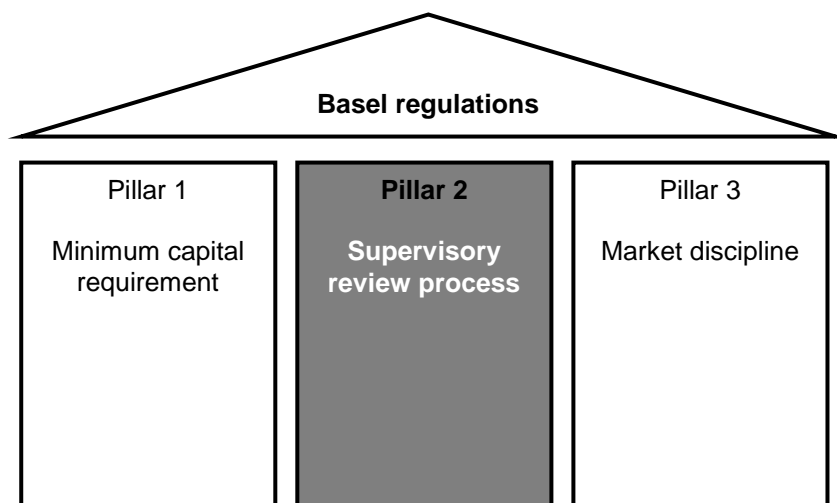 Basel regulations
Pillar 1
Minimum capital
requirement
Pillar 2
Supervisory
review process
Pillar 3
Market discipline